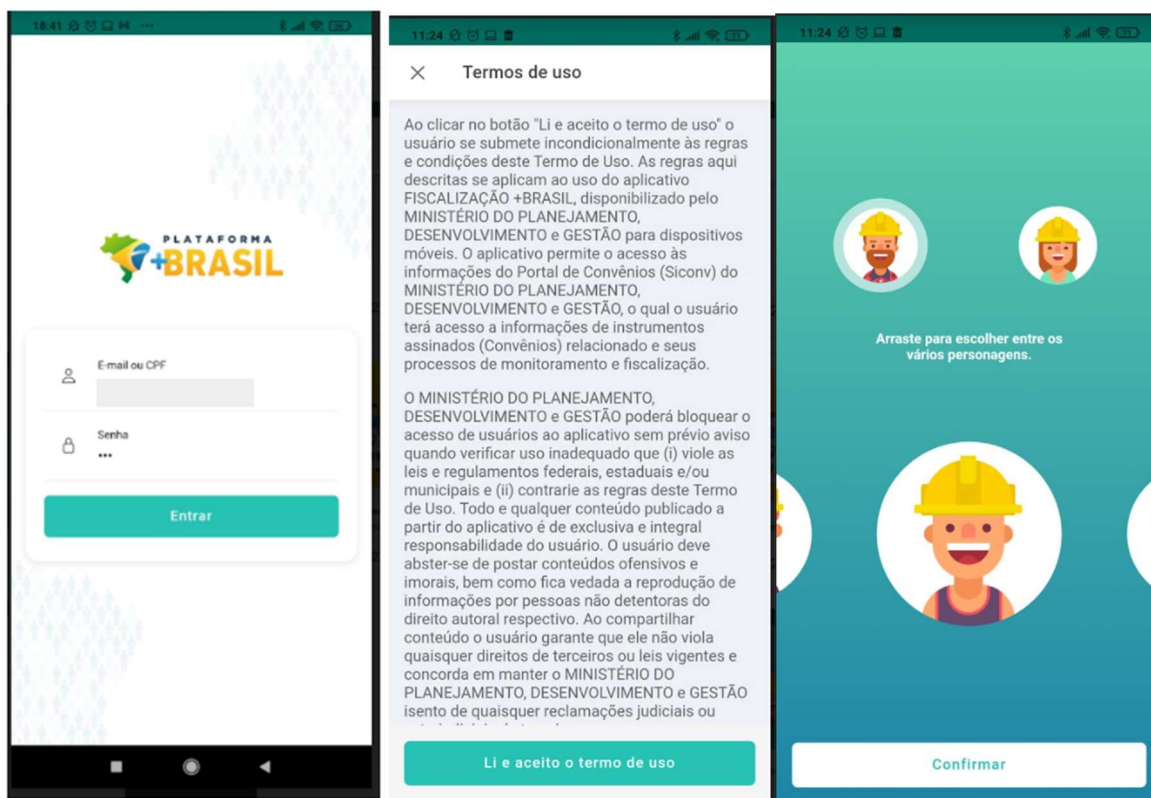 18:41
PLATAFORMA
+BRASIL
E-mail ou CPF
Senha
•••
Entrar
11:24
Termos de uso
Ao clicar no botão "Li e aceito o termo de uso" o
usuário se submete incondicionalmente às regras
e condições deste Termo de Uso. As regras aqui
descritas se aplicam ao uso do aplicativo
FISCALIZAÇÃO +BRASIL, disponibilizado pelo
MINISTÉRIO DO PLANEJAMENTO,
DESENVOLVIMENTO e GESTÃO para dispositivos
móveis. O aplicativo permite o acesso às
informações do Portal de Convênios (Siconv) do
MINISTÉRIO DO PLANEJAMENTO,
DESENVOLVIMENTO e GESTÃO, o qual o usuário
terá acesso a informações de instrumentos
assinados (Convênios) relacionado e seus
processos de monitoramento e fiscalização.
O MINISTÉRIO DO PLANEJAMENTO,
DESENVOLVIMENTO e GESTÃO poderá bloquear o
acesso de usuários ao aplicativo sem prévio aviso
quando verificar uso inadequado que (i) viole as
leis e regulamentos federais, estaduais e/ou
municipais e (ii) contrarie as regras deste Termo
de Uso. Todo e qualquer conteúdo publicado a
partir do aplicativo é de exclusiva e integral
responsabilidade do usuário. O usuário deve
abster-se de postar conteúdos ofensivos e
imorais, bem como fica vedada a reprodução de
informações por pessoas não detentoras do
direito autoral respectivo. Ao compartilhar
conteúdo o usuário garante que ele não viola
quaisquer direitos de terceiros ou leis vigentes e
concorda em manter o MINISTÉRIO DO
PLANEJAMENTO, DESENVOLVIMENTO e GESTÃO
isento de quaisquer reclamações judiciais ou
Li e aceito o termo de uso
11:24
Arraste para escolher entre os
vários personagens.
Confirmar